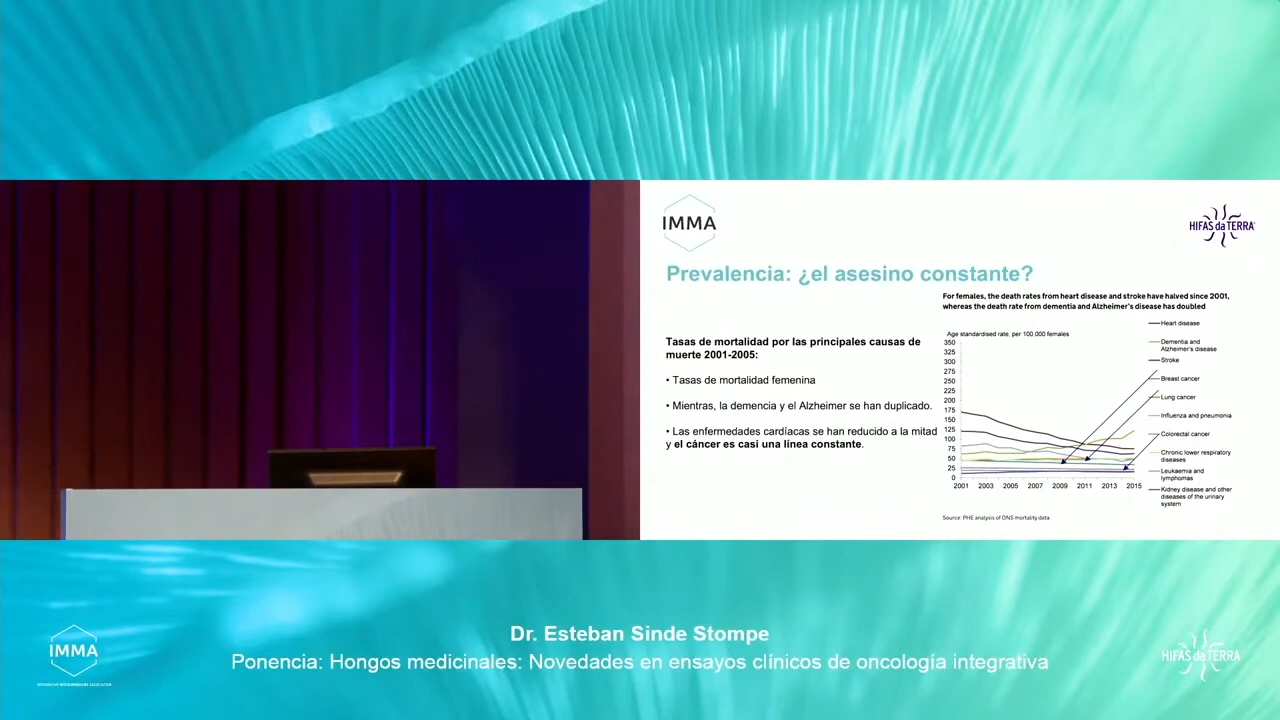 IMMA
HIFAS da TERRA
Prevalencia: ¿el asesino constante?
For females, the death rates from heart disease and stroke have halved since 2001,
whereas the death rate from dementia and Alzheimer's disease has doubled
Tasas de mortalidad por las principales causas de
muerte 2001-2005:
• Tasas de mortalidad femenina
• Mientras, la demencia y el Alzheimer se han duplicado.
• Las enfermedades cardíacas se han reducido a la mitad
y el cáncer es casi una línea constante.
Age standardised rate, per 100,000 females
350
325
300
275
250
225
200
175
150
125
100
75
50
25
0
2001 2003 2005 2007 2009 2011 2013 2015
Heart disease
Dementia and
Alzheimer's disease
Stroke
Breast cancer
Lung cancer
Influenza and pneumonia
Colorectal cancer
Chronic lower respiratory
diseases
Leukaemia and
lymphomas
Kidney disease and other
diseases of the urinary
system
Source: PHE analysis of ONS mortality data
Dr. Esteban Sinde Stompe
Ponencia: Hongos medicinales: Novedades en ensayos clínicos de oncología integrativa
IMMA
HIFAS da TERRA